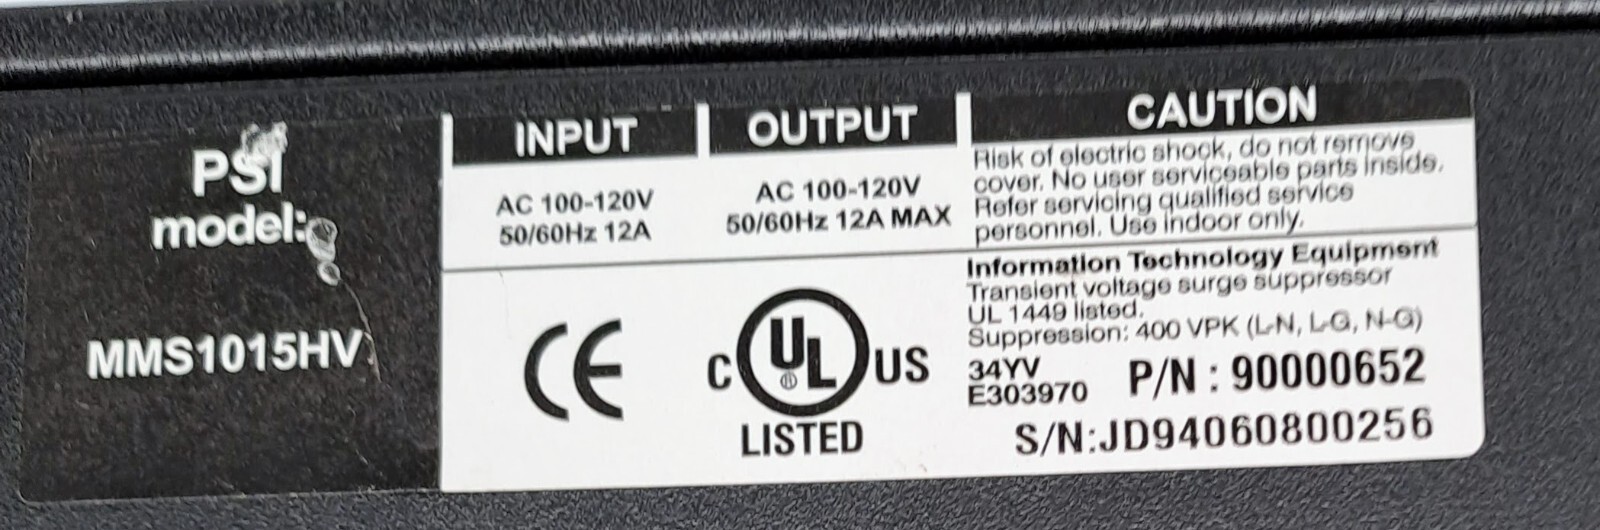 PSI
model:
MMS1015HV
INPUT
AC 100-120V
50/60Hz 12A
OUTPUT
AC 100-120V
50/60Hz 12A MAX
CAUTION
Risk of electric shock, do not remove
cover. No user serviceable parts inside.
Refer servicing qualified service
personnel. Use indoor only.
CE
C UL ® US
LISTED
Information Technology Equipment
Transient voltage surge suppressor
UL 1449 listed.
Suppression: 400 VPK (L-N, L-G, N-G)
34YV
E303970
P/N : 90000652
S/N:JD94060800256